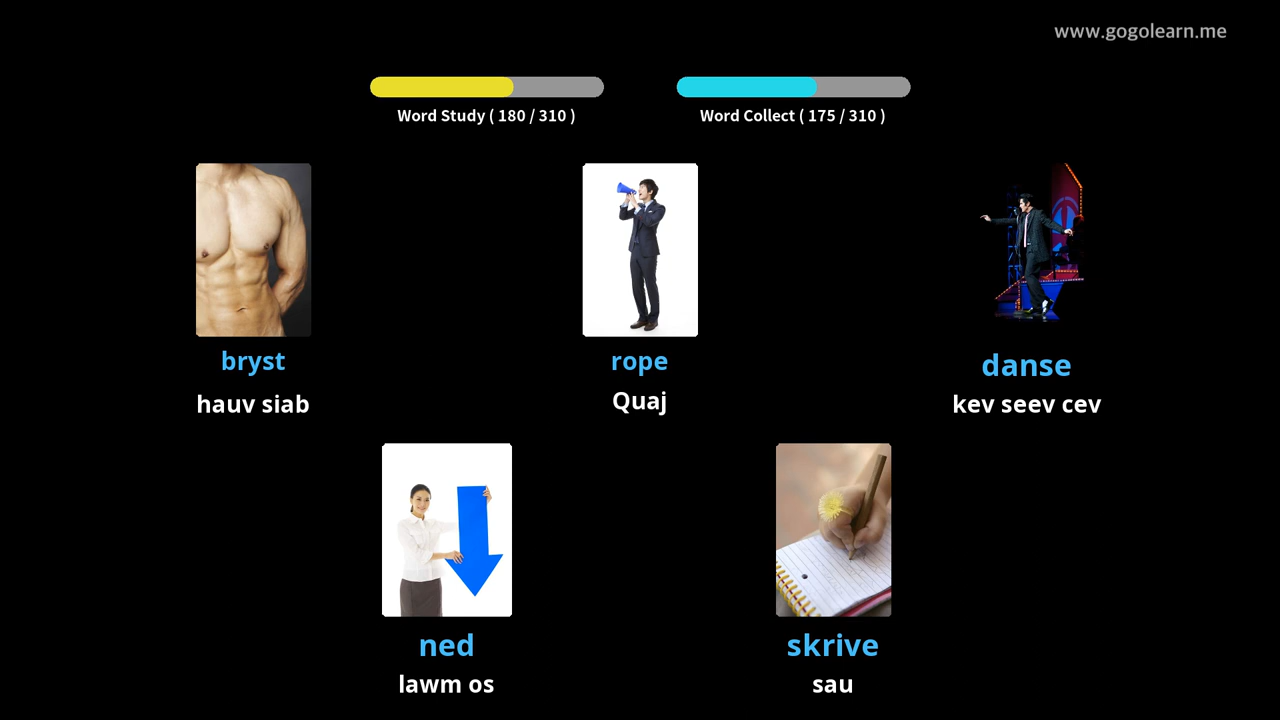 www.gogolearn.me
Word Study ( 180 / 310 )
Word Collect ( 175 / 310 )
bryst
hauv siab
rope
Quaj
danse
kev seev cev
ned
lawm os
skrive
sau